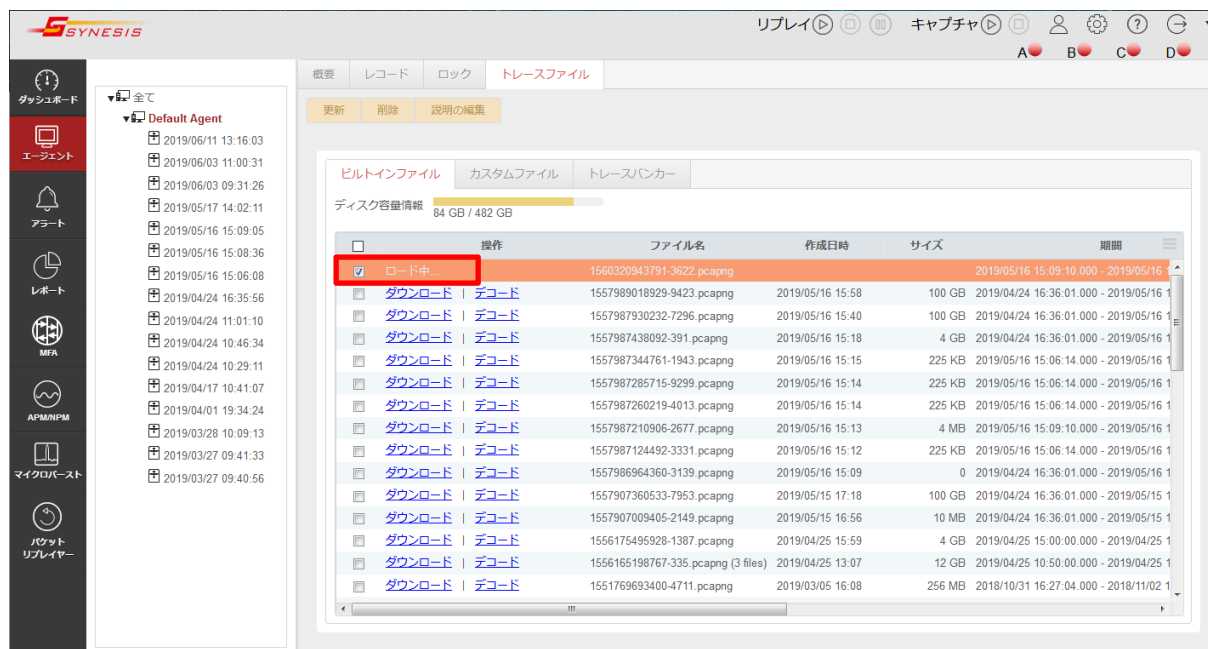 SYNESIS
リプレイ キャプチャ
A B C D
ダッシュボード
エージェント
アラート
レポート
MFA
APM/NPM
マイクロバースト
パケット
リプレイヤー
全て
Default Agent
2019/06/11 13:16:03
2019/06/03 11:00:31
2019/06/03 09:31:26
2019/05/17 14:02:11
2019/05/16 15:09:05
2019/05/16 15:08:36
2019/05/16 15:06:08
2019/04/24 16:35:56
2019/04/24 11:01:10
2019/04/24 10:46:34
2019/04/24 10:29:11
2019/04/17 10:41:07
2019/04/01 19:34:24
2019/03/28 10:09:13
2019/03/27 09:41:33
2019/03/27 09:40:56
概要 レコード ロック トレースファイル
更新 削除 説明の編集
ビルトインファイル カスタムファイル トレースバンカー
ディスク容量情報 84 GB / 482 GB
操作 ファイル名 作成日時 サイズ 期間
ロード中... 1560320943791-3622.pcapng 2019/05/16 15:09:10.000 - 2019/05/16 1
ダウンロード | デコード 1557989018929-9423.pcapng 2019/05/16 15:58 100 GB 2019/04/24 16:36:01.000 - 2019/05/16 1
ダウンロード | デコード 1557987930232-7296.pcapng 2019/05/16 15:40 100 GB 2019/04/24 16:36:01.000 - 2019/05/16 1
ダウンロード | デコード 1557987438092-391.pcapng 2019/05/16 15:18 4 GB 2019/04/24 16:36:01.000 - 2019/05/16 1
ダウンロード | デコード 1557987344761-1943.pcapng 2019/05/16 15:15 225 KB 2019/05/16 15:06:14.000 - 2019/05/16 1
ダウンロード | デコード 1557987285715-9299.pcapng 2019/05/16 15:14 225 KB 2019/05/16 15:06:14.000 - 2019/05/16 1
ダウンロード | デコード 1557987260219-4013.pcapng 2019/05/16 15:14 225 KB 2019/05/16 15:06:14.000 - 2019/05/16 1
ダウンロード | デコード 1557987210906-2677.pcapng 2019/05/16 15:13 4 MB 2019/05/16 15:09:10.000 - 2019/05/16 1
ダウンロード | デコード 1557987124492-3331.pcapng 2019/05/16 15:12 225 KB 2019/05/16 15:06:14.000 - 2019/05/16 1
ダウンロード | デコード 1557986964360-3139.pcapng 2019/05/16 15:09 0 2019/04/24 16:36:01.000 - 2019/05/16 1
ダウンロード | デコード 1557907360533-7953.pcapng 2019/05/15 17:18 100 GB 2019/04/24 16:36:01.000 - 2019/05/15 1
ダウンロード | デコード 1557907009405-2149.pcapng 2019/05/15 16:56 10 MB 2019/04/24 16:36:01.000 - 2019/05/15 1
ダウンロード | デコード 1556175495928-1387.pcapng 2019/04/25 15:59 4 GB 2019/04/25 15:00:00.000 - 2019/04/25 1
ダウンロード | デコード 1556165198767-335.pcapng (3 files) 2019/04/25 13:07 12 GB 2019/04/25 10:50:00.000 - 2019/04/25 1
ダウンロード | デコード 1551769693400-4711.pcapng 2019/03/05 16:08 256 MB 2018/10/31 16:27:04.000 - 2018/11/02 1